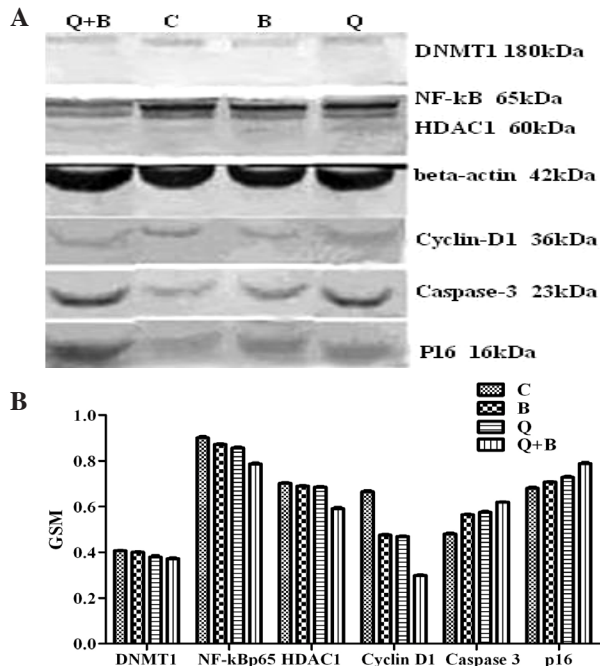 A
Q+B C B Q
DNMT1 180kDa
NF-kB 65kDa
HDAC1 60kDa
beta-actin 42kDa
Cyclin-D1 36kDa
Caspase-3 23kDa
P16 16kDa
B
C
B
Q
Q+B
GSM
1.0
0.8
0.6
0.4
0.2
0.0
DNMT1 NF-kBp65 HDAC1 Cyclin D1 Caspase 3 p16